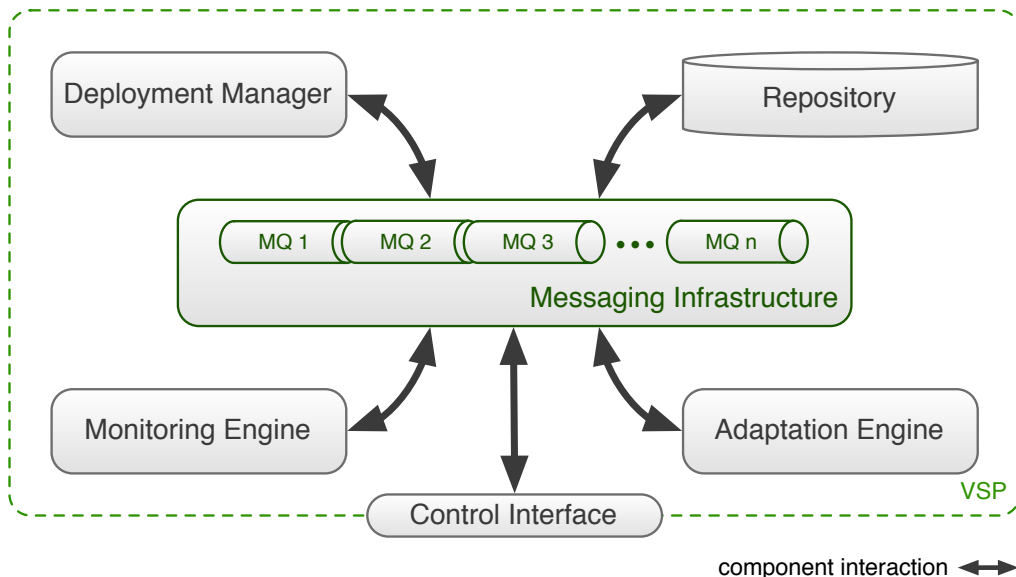 Deployment Manager
Repository
MQ 1
MQ 2
MQ 3
MQ n
Messaging Infrastructure
Monitoring Engine
Adaptation Engine
VSP
Control Interface
component interaction